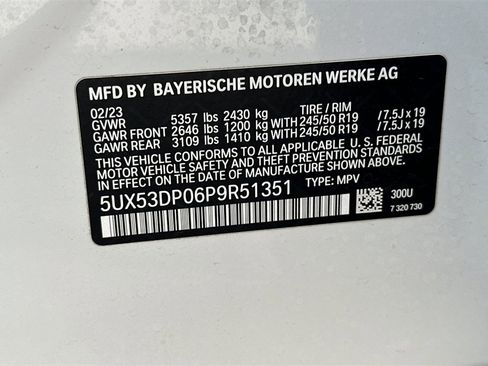 MFD BY BAYERISCHE MOTOREN WERKE AG
02/23
GVWR 5357 lbs 2430 kg TIRE / RIM
GAWR FRONT 2646 lbs 1200 kg WITH 245/50 R19 / 7.5J x 19
GAWR REAR 3109 lbs 1410 kg WITH 245/50 R19 / 7.5J x 19
THIS VEHICLE CONFORMS TO ALL APPLICABLE FEDERAL
MOTOR VEHICLE SAFETY, BUMPER, AND THEFT PREVENTION
STANDARDS IN EFFECT ON THE DATE OF MANUFACTURE SHOWN ABOVE.
5UX53DP06P9R51351 TYPE: MPV
300U
7 320 730